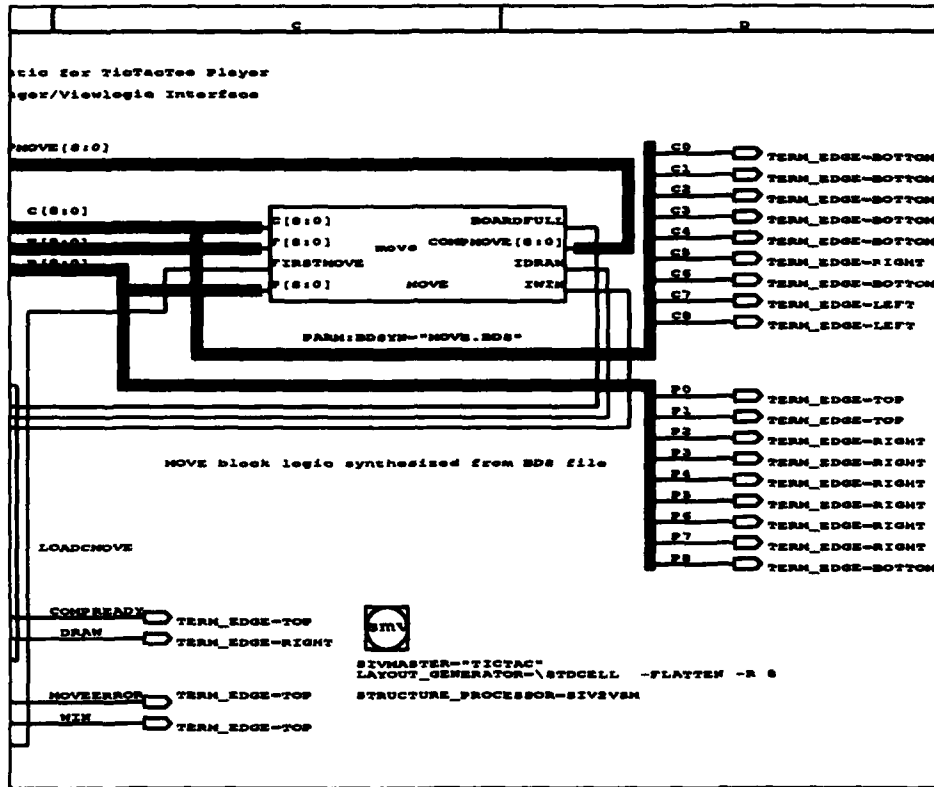 C D
tic for TicTacToe Player
ger/Viewlogic Interface
MOVE[8:0]
C[8:0]
C[8:0] BOARDFULL
[8:0] move COMPMOVE[8:0]
FIRSTMOVE IDRAW
P[8:0] MOVE IWIN
PARM:BDSYN="MOVE.BDS"
C0 TERM_EDGE=BOTTOM
C1 TERM_EDGE=BOTTOM
C2 TERM_EDGE=BOTTOM
C3 TERM_EDGE=BOTTOM
C4 TERM_EDGE=BOTTOM
C5 TERM_EDGE=RIGHT
C6 TERM_EDGE=BOTTOM
C7 TERM_EDGE=LEFT
C8 TERM_EDGE=LEFT
P0 TERM_EDGE=TOP
P1 TERM_EDGE=TOP
P2 TERM_EDGE=RIGHT
P3 TERM_EDGE=RIGHT
P4 TERM_EDGE=RIGHT
P5 TERM_EDGE=RIGHT
P6 TERM_EDGE=RIGHT
P7 TERM_EDGE=RIGHT
P8 TERM_EDGE=BOTTOM
MOVE block logic synthesized from BDS file
LOADCMOVE
COMPREADY TERM_EDGE=TOP
DRAW TERM_EDGE=RIGHT
MOVEERROR TERM_EDGE=TOP
WIN TERM_EDGE=TOP
smv
SIVMASTER="TICTAC"
LAYOUT_GENERATOR=\STDCELL -FLATTEN -R 6
STRUCTURE_PROCESSOR=SIV2VSM